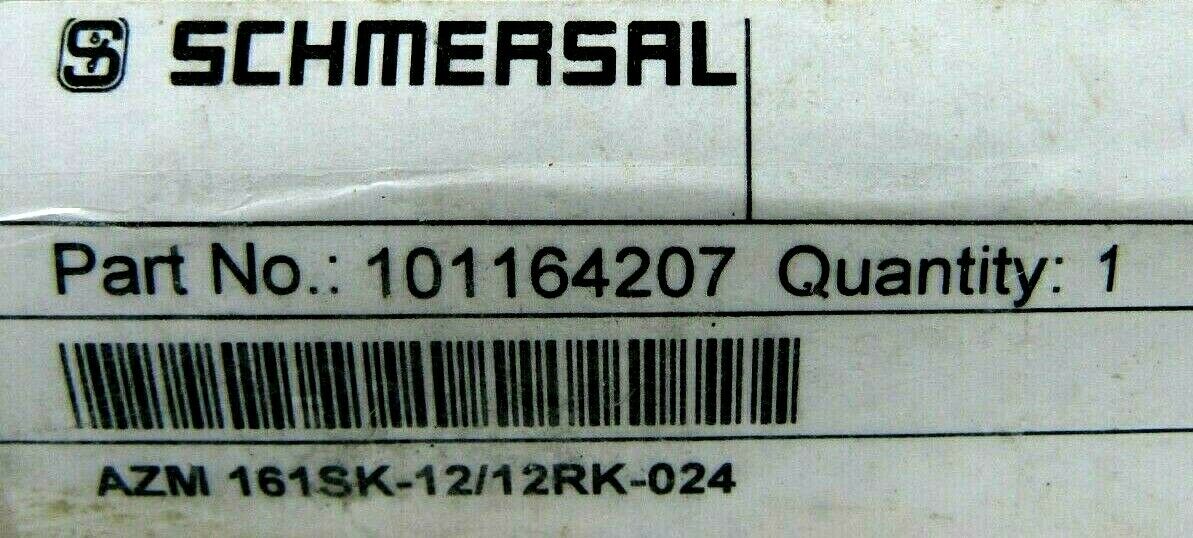 SCHMERSAL
Part No.: 101164207 Quantity: 1
AZM 161SK-12/12RK-024